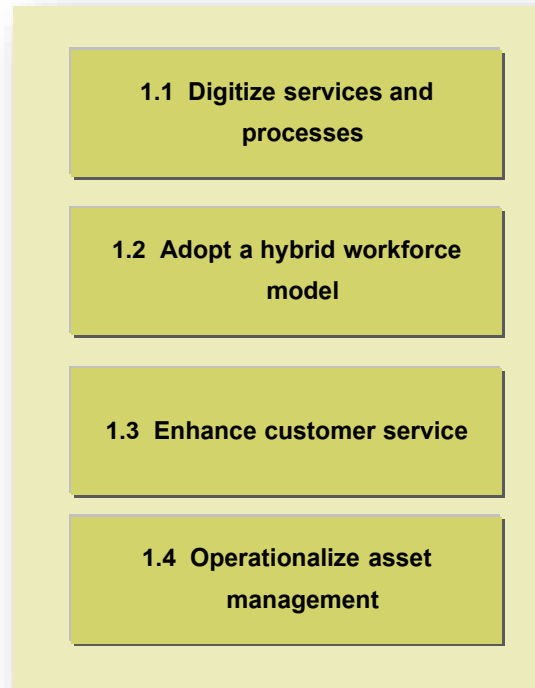 1.1 Digitize services and
processes
1.2 Adopt a hybrid workforce
model
1.3 Enhance customer service
1.4 Operationalize asset
management